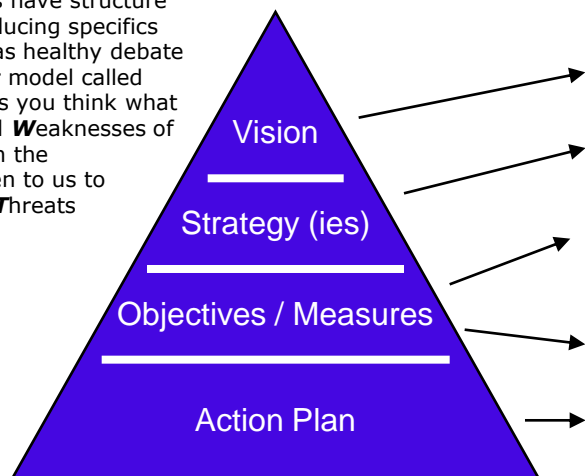 s have structure
ducing specifics
as healthy debate
model called
s you think what
Weaknesses of
n the
en to us to
Threats
Vision
Strategy (ies)
Objectives / Measures
Action Plan